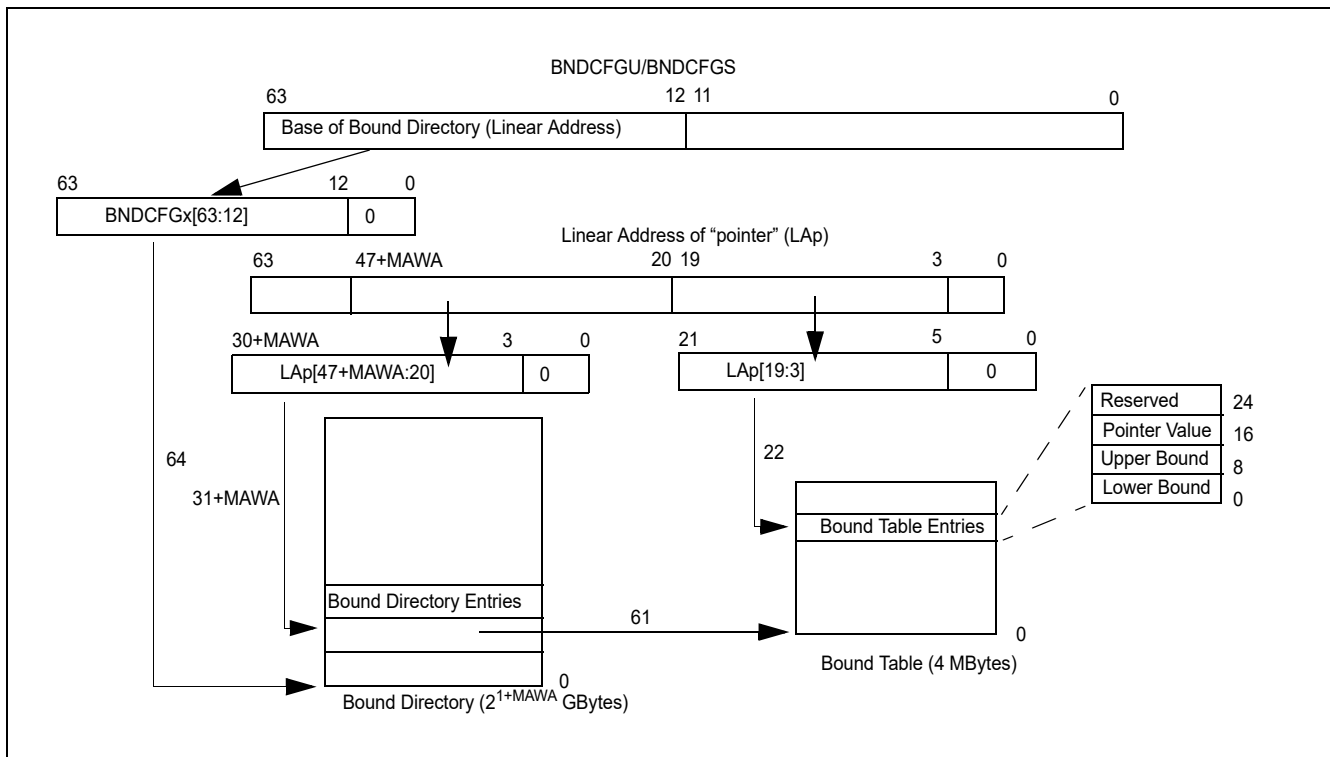 BNDCFGU/BNDCFGS
63 12 11 0
Base of Bound Directory (Linear Address)
63 12 0
BNDCFGx[63:12] 0
Linear Address of “pointer” (LAp)
63 47+MAWA 20 19 3 0
30+MAWA 3 0 21 5 0
LAp[47+MAWA:20] 0 LAp[19:3] 0
Reserved 24
Pointer Value 16
Upper Bound 8
Lower Bound 0
64
22
31+MAWA
Bound Table Entries
Bound Directory Entries
61
0
Bound Table (4 MBytes)
0
Bound Directory (2^1+MAWA GBytes)